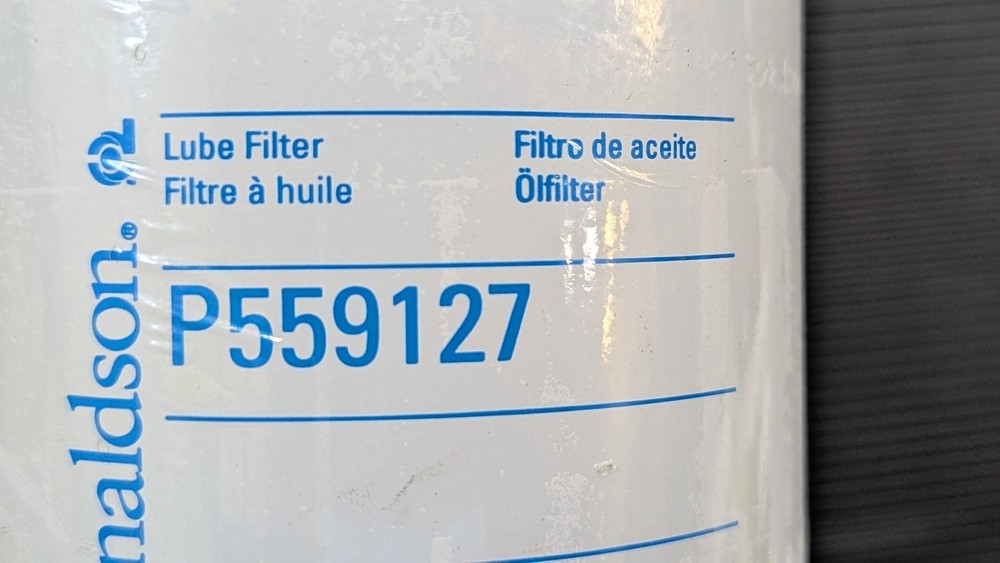 Lube Filter
Filtre à huile
Filtro de aceite
Ölfilter
P559127
naldson®